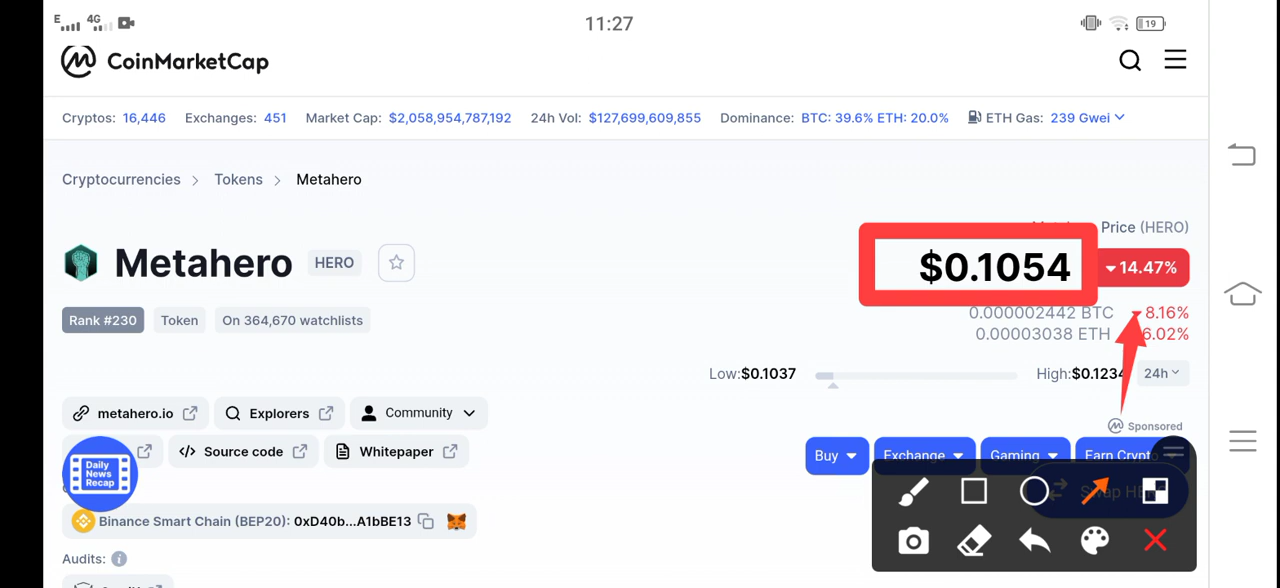 E 4G 11:27 19
CoinMarketCap
Cryptos: 16,446 Exchanges: 451 Market Cap: $2,058,954,787,192 24h Vol: $127,699,609,855 Dominance: BTC: 39.6% ETH: 20.0% ETH Gas: 239 Gwei
Cryptocurrencies > Tokens > Metahero
Price (HERO)
Metahero HERO $0.1054 14.47%
Rank #230 Token On 364,670 watchlists 0.000002442 BTC 8.16%
0.00003038 ETH 6.02%
Low:$0.1037 High:$0.1234 24h
metahero.io Explorers Community
Sponsored
Source code Whitepaper Buy Exchange Gaming Earn Crypto
Daily
News
Recap
Swap
Binance Smart Chain (BEP20): 0xD40b...A1bBE13
Audits: